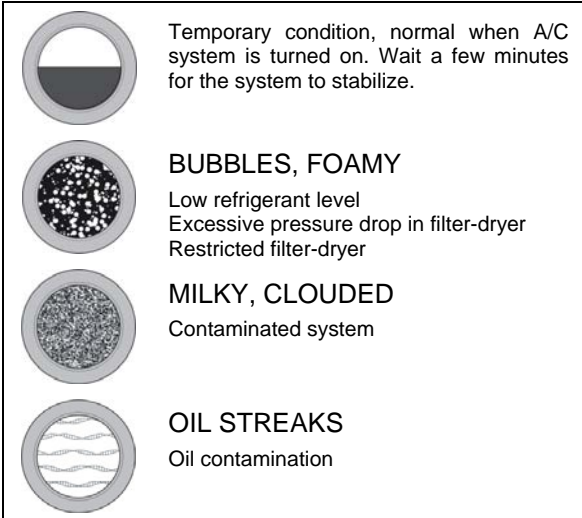 Temporary condition, normal when A/C
system is turned on. Wait a few minutes
for the system to stabilize.
BUBBLES, FOAMY
Low refrigerant level
Excessive pressure drop in filter-dryer
Restricted filter-dryer
MILKY, CLOUDED
Contaminated system
OIL STREAKS
Oil contamination